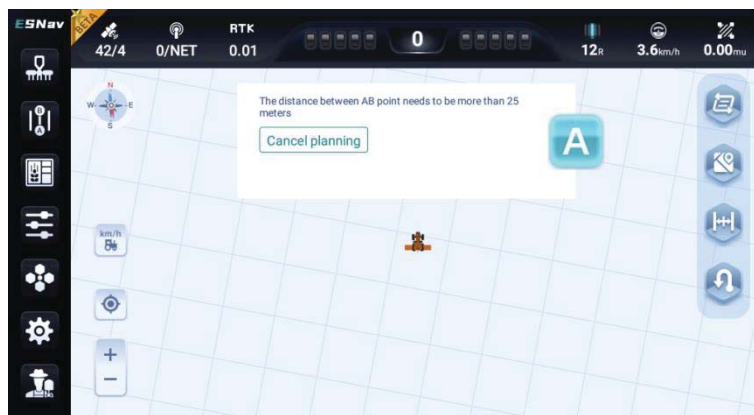 ESNav
BETA
42/4
0/NET
RTK
0.01
0
12R
3.6km/h
0.00mu
N
W
E
S
The distance between AB point needs to be more than 25
meters
Cancel planning
A
B
A
km/h
+
−